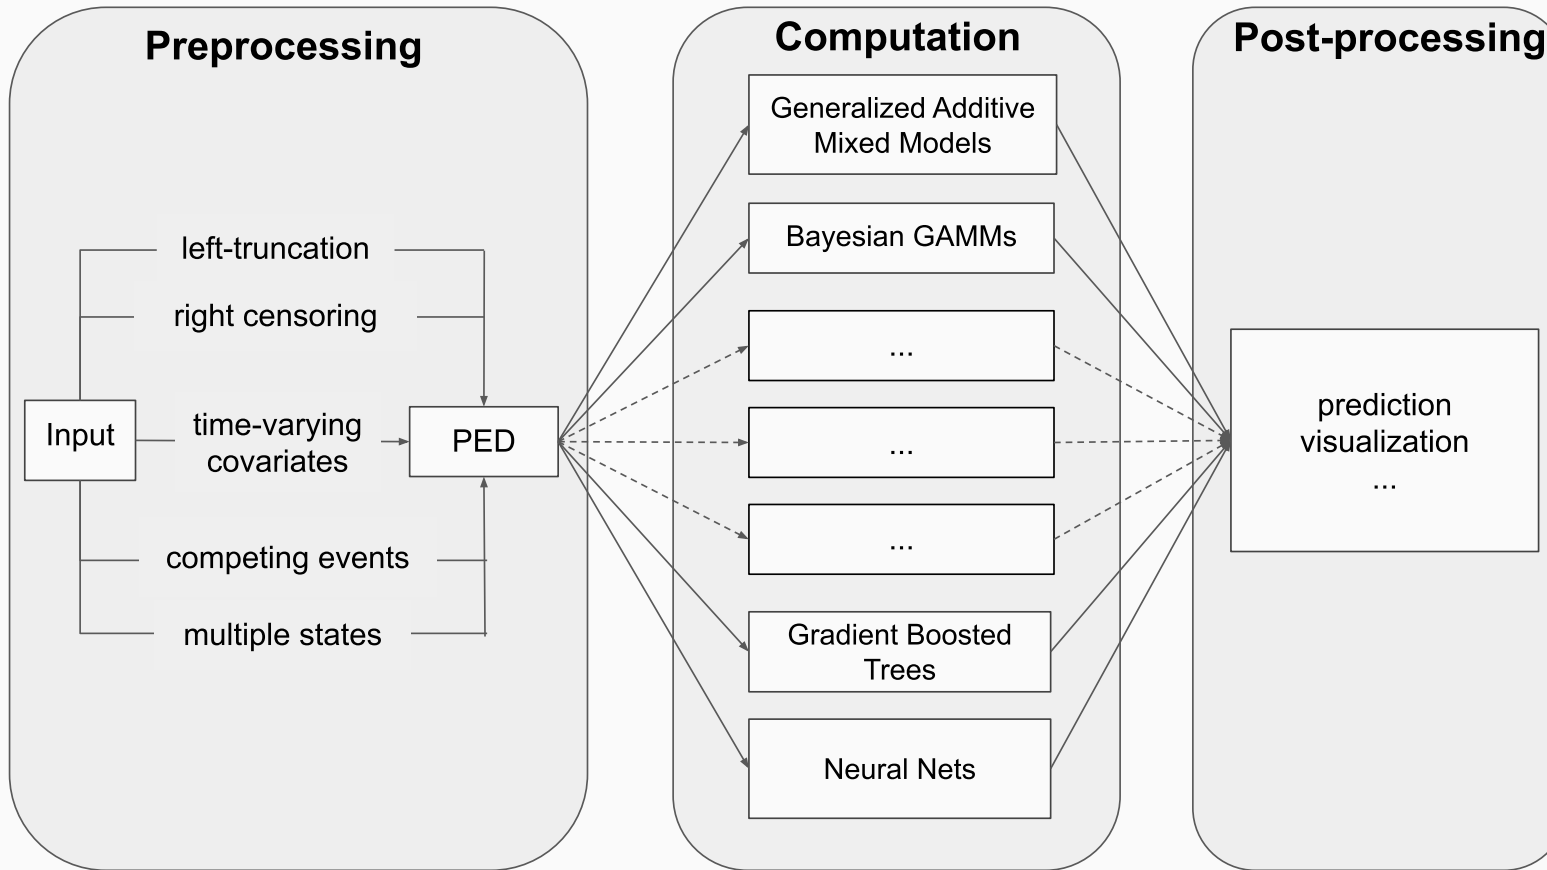 Preprocessing
left-truncation
right censoring
Input
time-varying
covariates
PED
competing events
multiple states
Computation
Generalized Additive
Mixed Models
Bayesian GAMMs
...
...
...
Gradient Boosted
Trees
Neural Nets
Post-processing
prediction
visualization
...